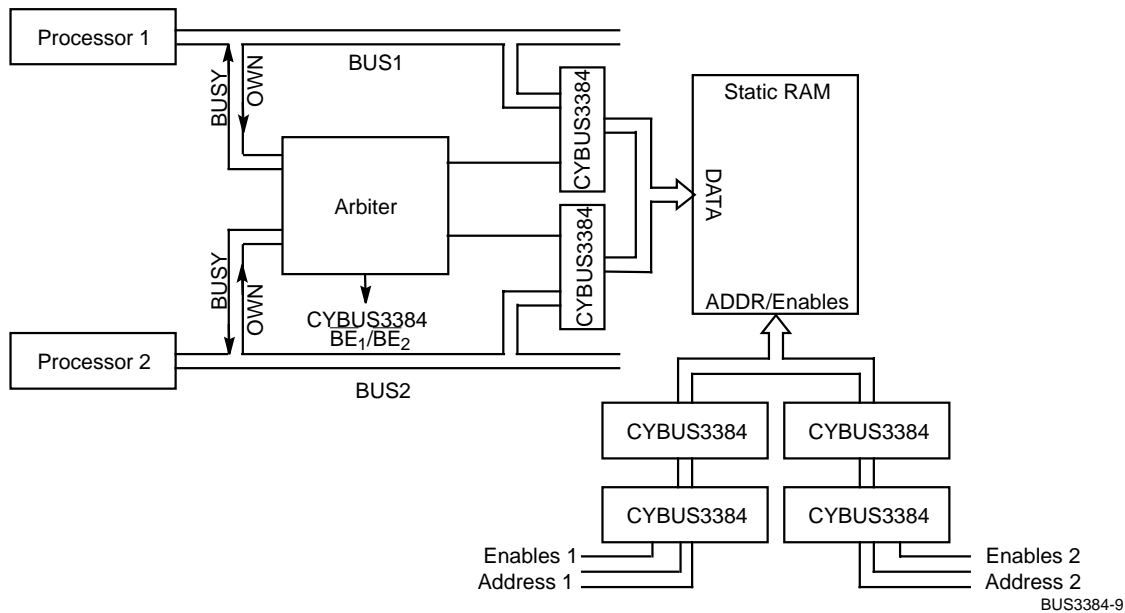 Processor 1
BUS1
BUSY
OWN
CYBUS3384
Static RAM
DATA
Arbiter
CYBUS3384
BUSY
OWN
CYBUS3384
BE₁/BE₂
ADDR/Enables
Processor 2
BUS2
CYBUS3384
CYBUS3384
CYBUS3384
CYBUS3384
Enables 1
Enables 2
Address 1
Address 2
BUS3384-9